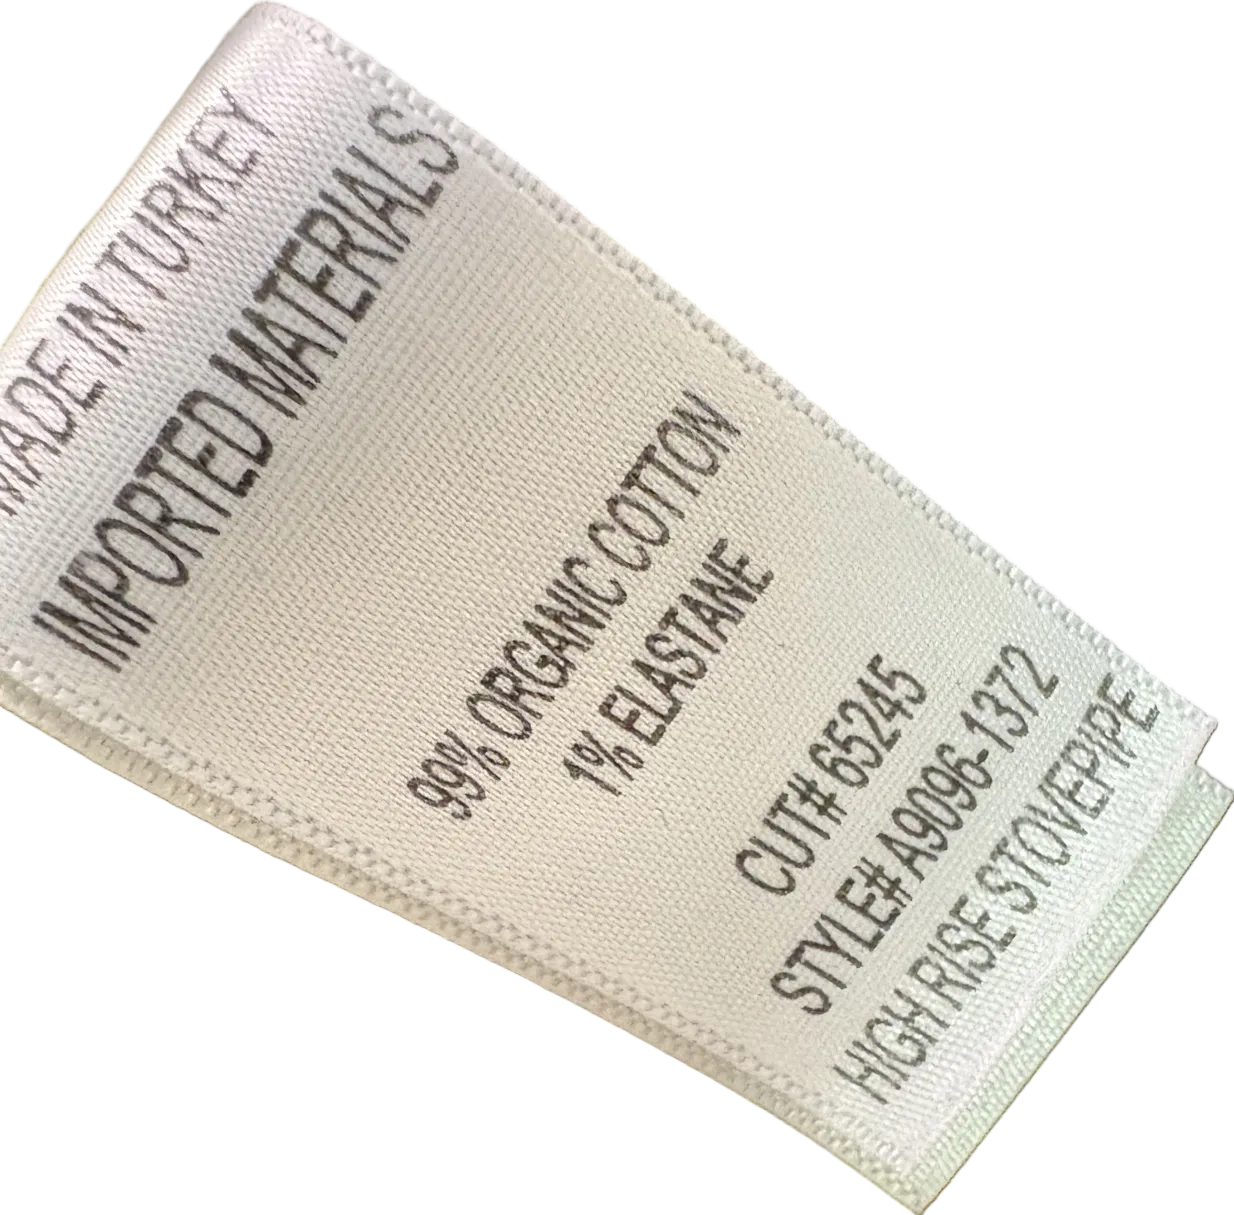 MADE IN TURKEY
IMPORTED MATERIALS
99% ORGANIC COTTON
1% ELASTANE
CUT# 65245
STYLE# A9096-1372
HIGH RISE STOVEPIPE